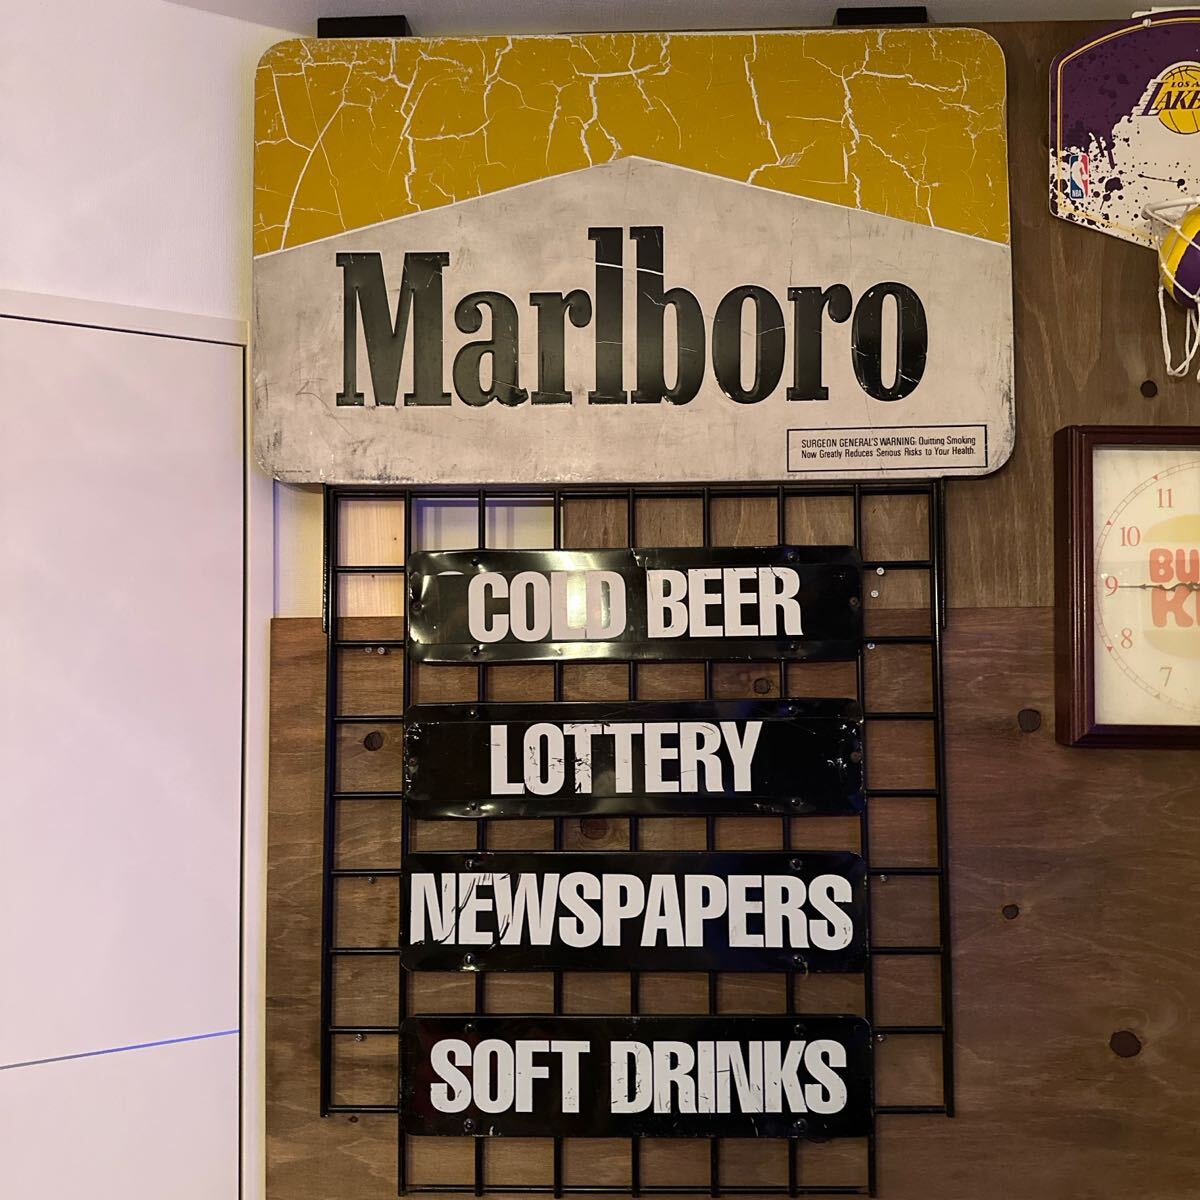 Marlboro
SURGEON GENERAL'S WARNING: Quitting Smoking
Now Greatly Reduces Serious Risks to Your Health.
COLD BEER
LOTTERY
NEWSPAPERS
SOFT DRINKS
NBA
11
10
9
8
7